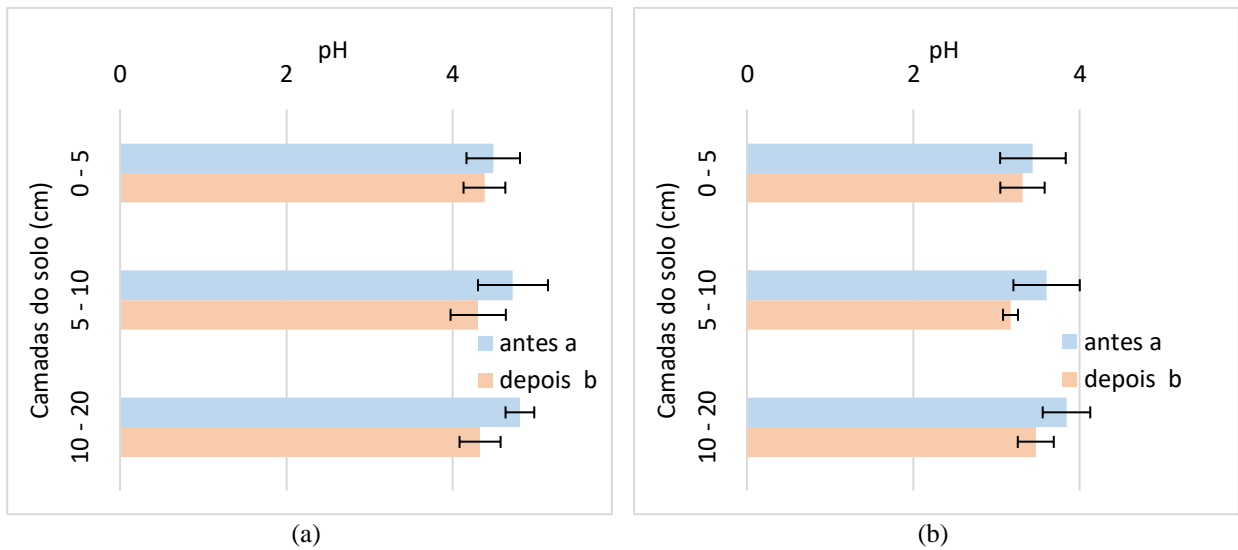 pH
0 2 4
Camadas do solo (cm)
0 - 5
5 - 10
10 - 20
antes a
depois b
(a)
pH
0 2 4
Camadas do solo (cm)
0 - 5
5 - 10
10 - 20
antes a
depois b
(b)